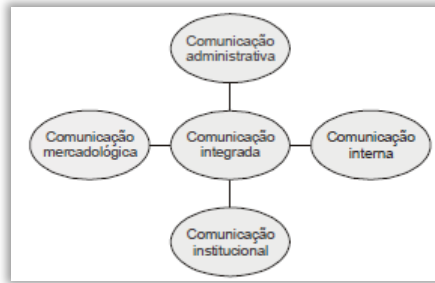 Comunicação
administrativa
Comunicação
mercadológica
Comunicação
integrada
Comunicação
interna
Comunicação
institucional